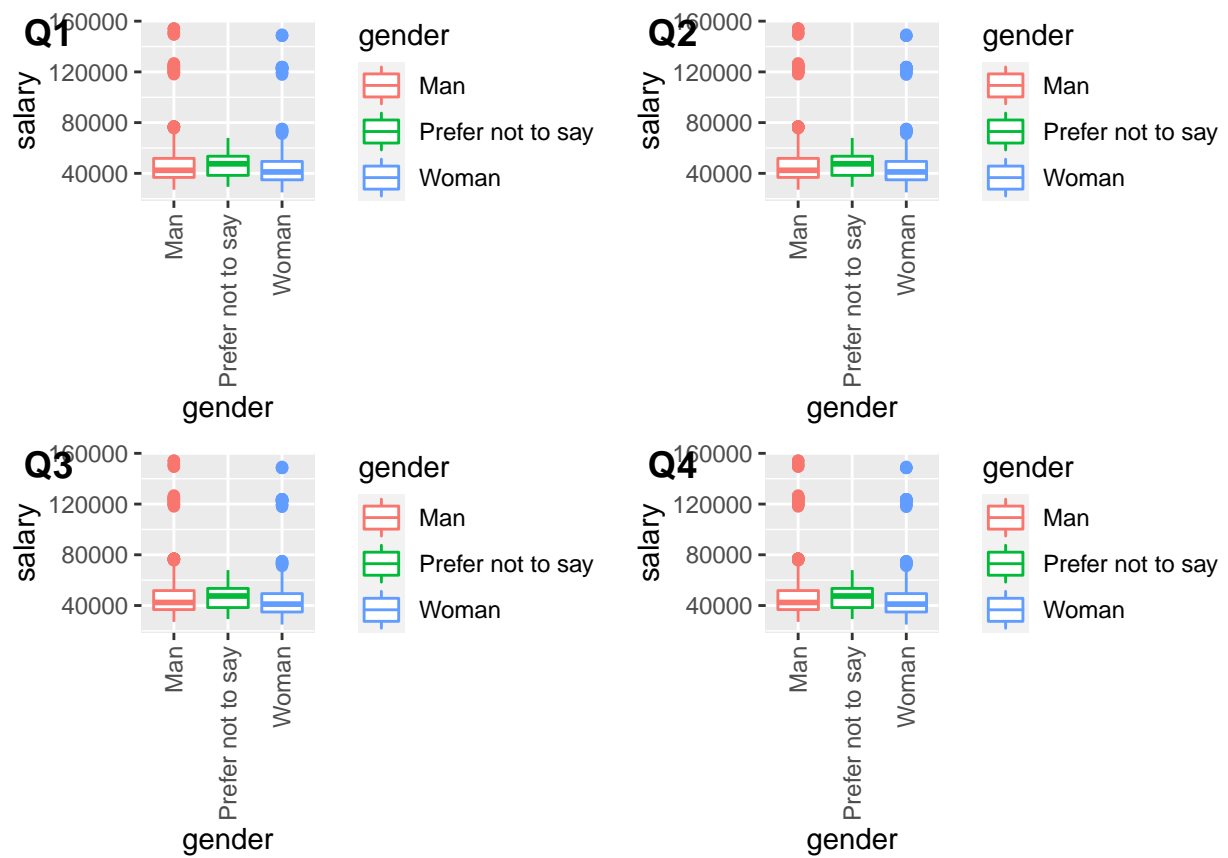 Q1
salary
160000
120000
80000
40000
Man
Prefer not to say
Woman
gender
gender
Man
Prefer not to say
Woman
Q2
salary
160000
120000
80000
40000
Man
Prefer not to say
Woman
gender
gender
Man
Prefer not to say
Woman
Q3
salary
160000
120000
80000
40000
Man
Prefer not to say
Woman
gender
gender
Man
Prefer not to say
Woman
Q4
salary
160000
120000
80000
40000
Man
Prefer not to say
Woman
gender
gender
Man
Prefer not to say
Woman